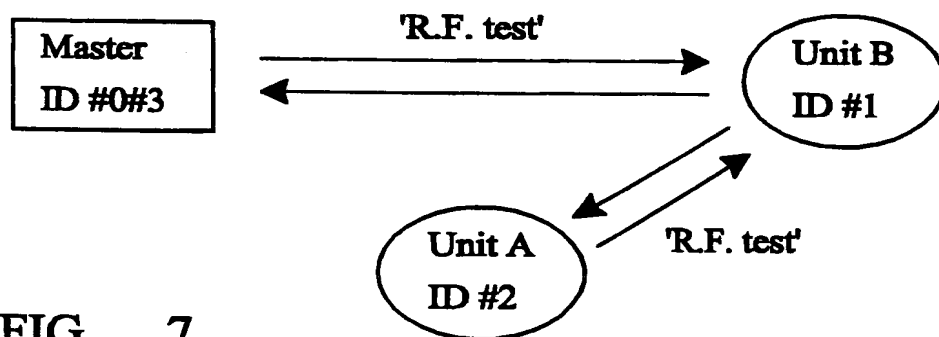 'R.F. test'
Master
ID #0#3
Unit B
ID #1
Unit A
ID #2
'R.F. test'
FIG. 7